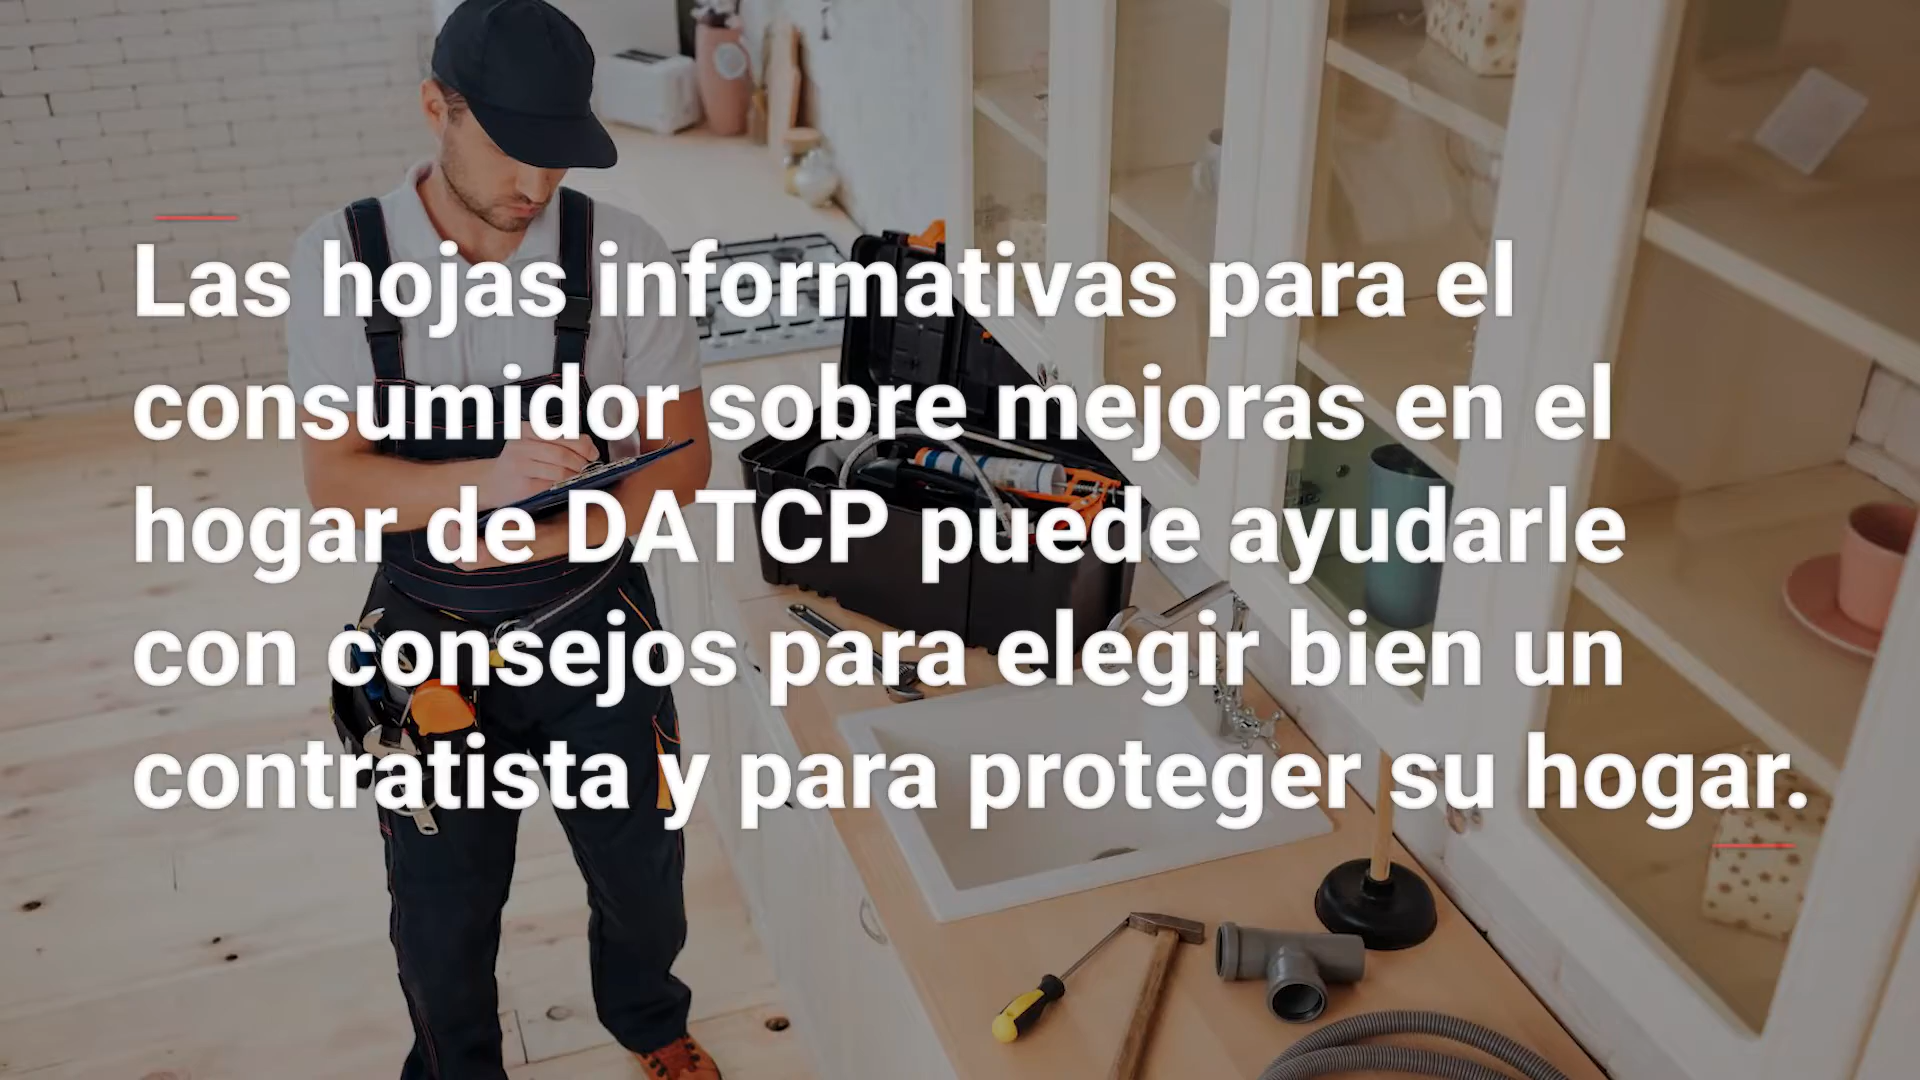 Las hojas informativas para el
consumidor sobre mejoras en el
hogar de DATCP puede ayudarle
con consejos para elegir bien un
contratista y para proteger su hogar.